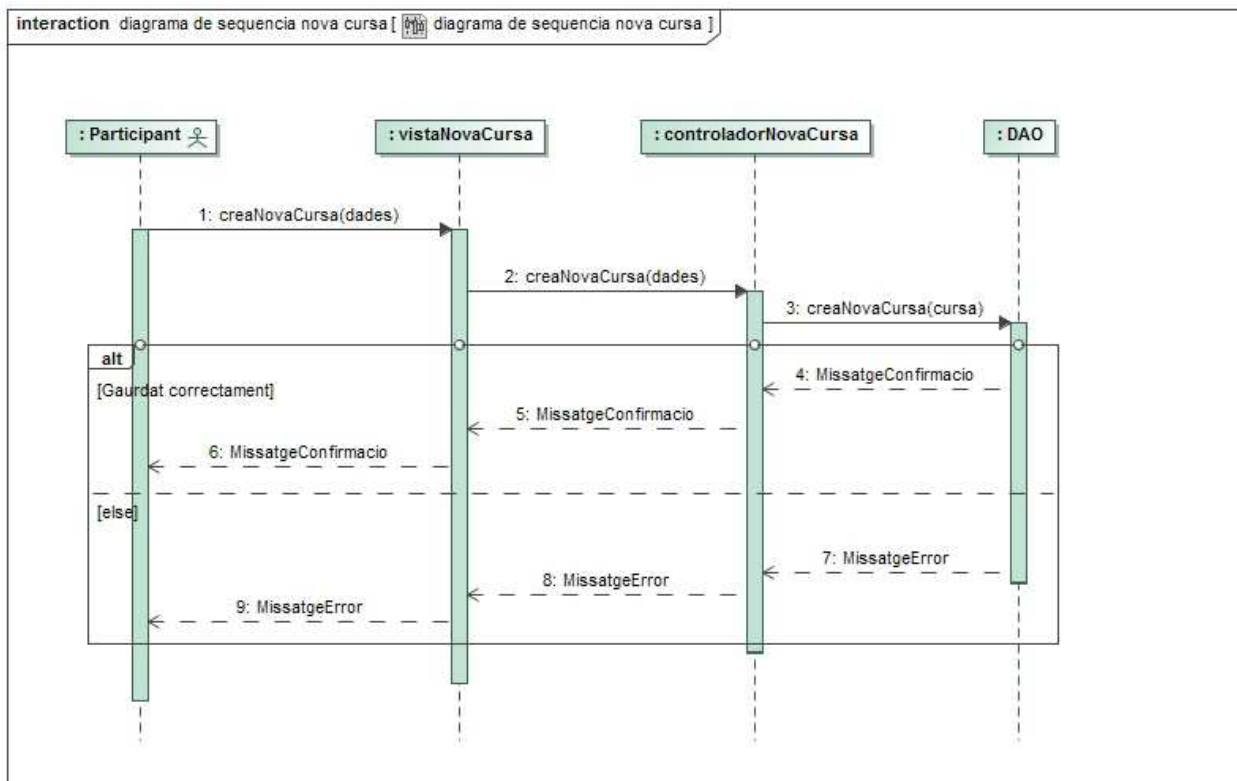 interaction diagrama de sequencia nova cursa [ diagrama de sequencia nova cursa ]
: Participant
: vistaNovaCursa
: controladorNovaCursa
: DAO
1: creaNovaCursa(dades)
2: creaNovaCursa(dades)
3: creaNovaCursa(cursa)
alt
[Gaurdat correctament]
4: MissatgeConfirmacio
5: MissatgeConfirmacio
6: MissatgeConfirmacio
[else]
7: MissatgeError
8: MissatgeError
9: MissatgeError